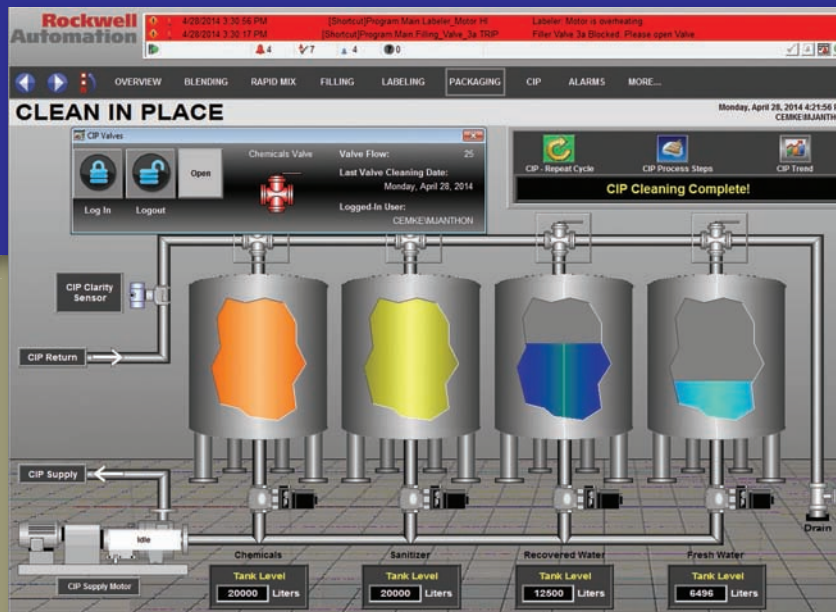 Rockwell
Automation
4/28/2014 3:30:56 PM [Shortcut]Program:Main.Labeler_Motor HI Labeler: Motor is overheating.
4/28/2014 3:30:17 PM [Shortcut]Program:Main.Filling_Valve_3a TRIP Filler Valve 3a Blocked. Please open Valve
4 7 4 0
OVERVIEW BLENDING RAPID MIX FILLING LABELING PACKAGING CIP ALARMS MORE...
CLEAN IN PLACE
Monday, April 28, 2014 4:21:56
CEMKE\MJANTHON
CIP Valves
Log In
Logout
Open
Chemicals Valve
Valve Flow: 25
Last Valve Cleaning Date:
Monday, April 28, 2014
Logged-In User:
CEMKE\MJANTHON
CIP - Repeat Cycle
CIP Process Steps
CIP Trend
CIP Cleaning Complete!
CIP Clarity
Sensor
CIP Return
CIP Supply
Idle
CIP Supply Motor
Drain
Chemicals
Tank Level
20000 Liters
Sanitizer
Tank Level
20000 Liters
Recovered Water
Tank Level
12500 Liters
Fresh Water
Tank Level
6496 Liters